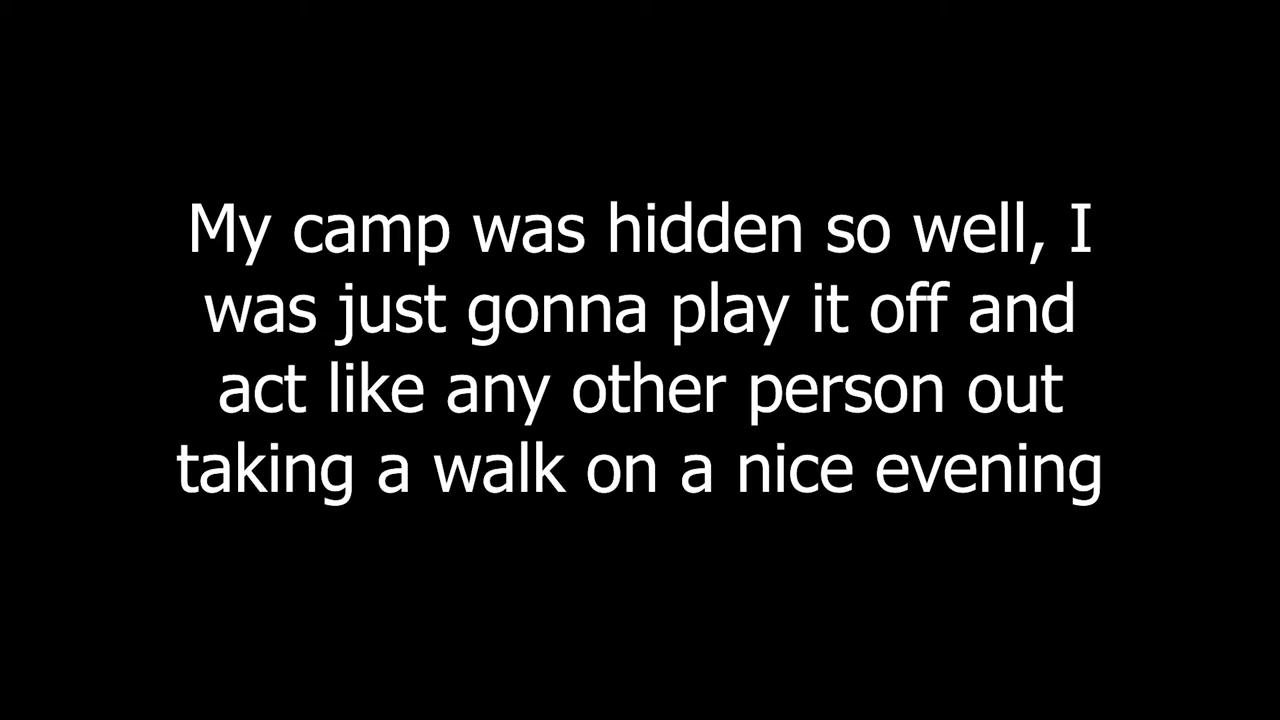 My camp was hidden so well, I
was just gonna play it off and
act like any other person out
taking a walk on a nice evening